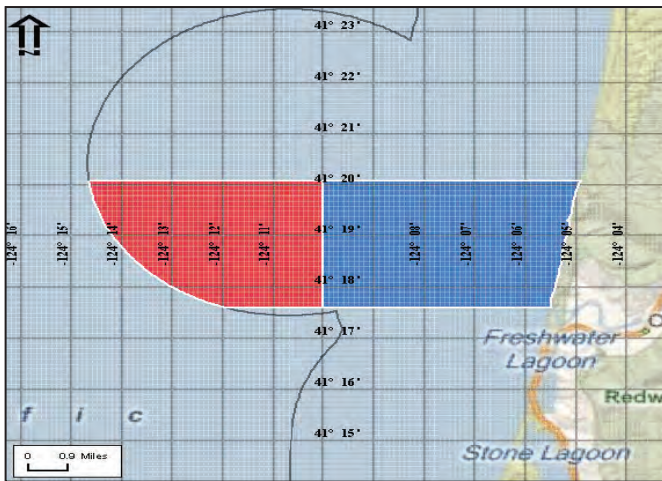 N
41° 23'
41° 22'
41° 21'
41° 20'
41° 19'
41° 18'
41° 17'
41° 16'
41° 15'
-124° 16'
-124° 15'
-124° 14'
-124° 13'
-124° 12'
-124° 11'
-124° 08'
-124° 07'
-124° 06'
-124° 05'
-124° 04'
Freshwater
Lagoon
O
Redw
f i c
Stone Lagoon
0 0.9 Miles